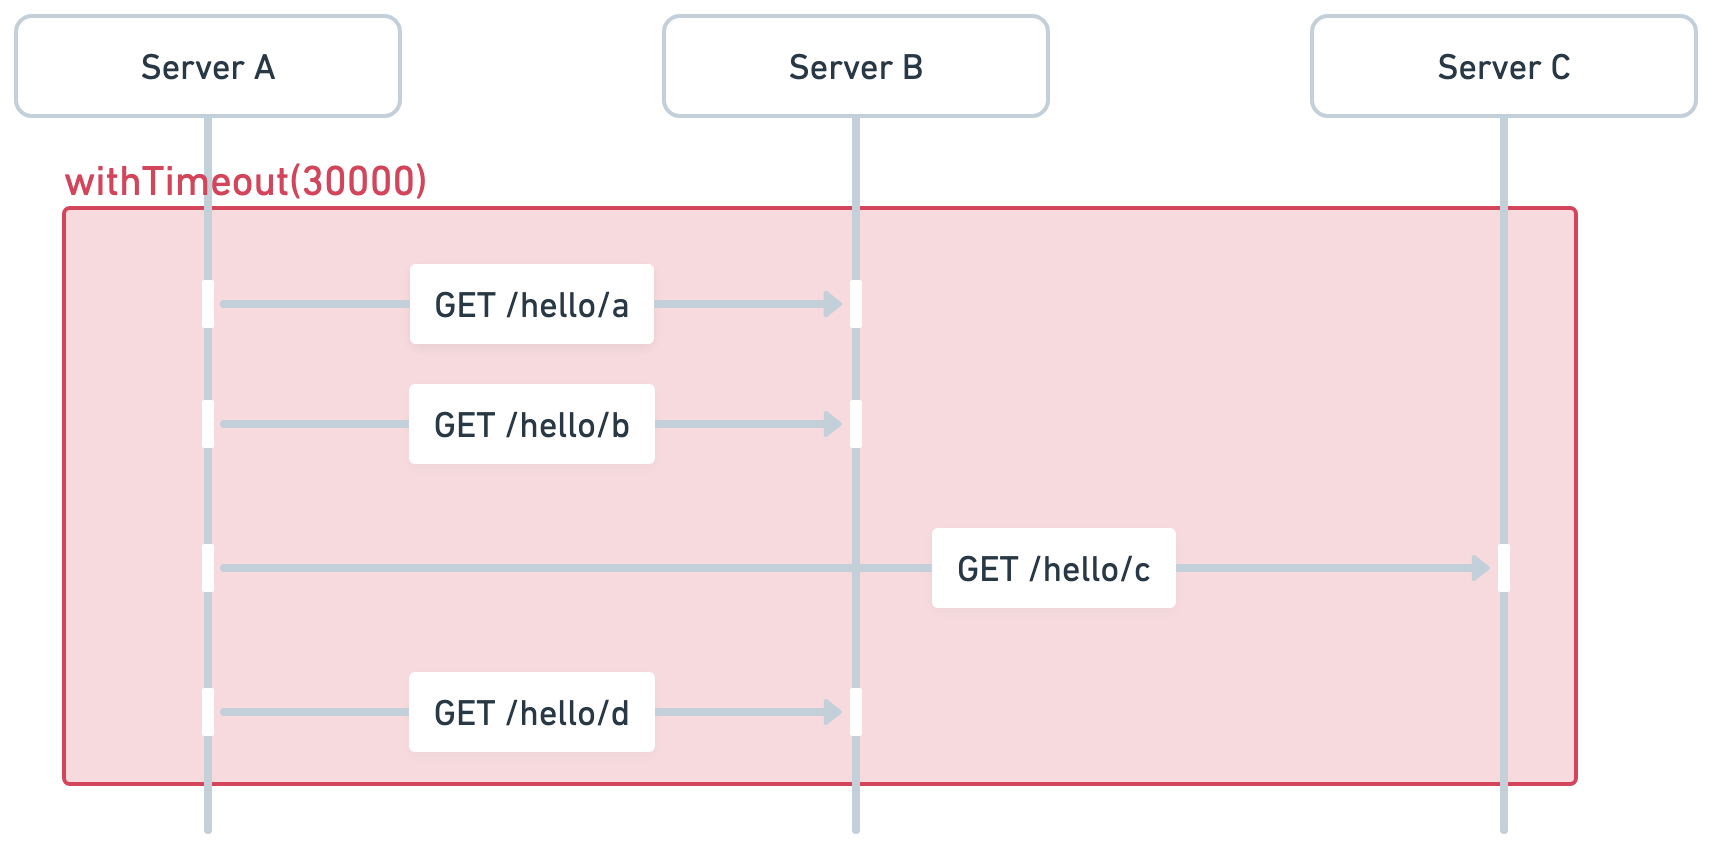 Server A
Server B
Server C
withTimeout(30000)
GET /hello/a
GET /hello/b
GET /hello/c
GET /hello/d